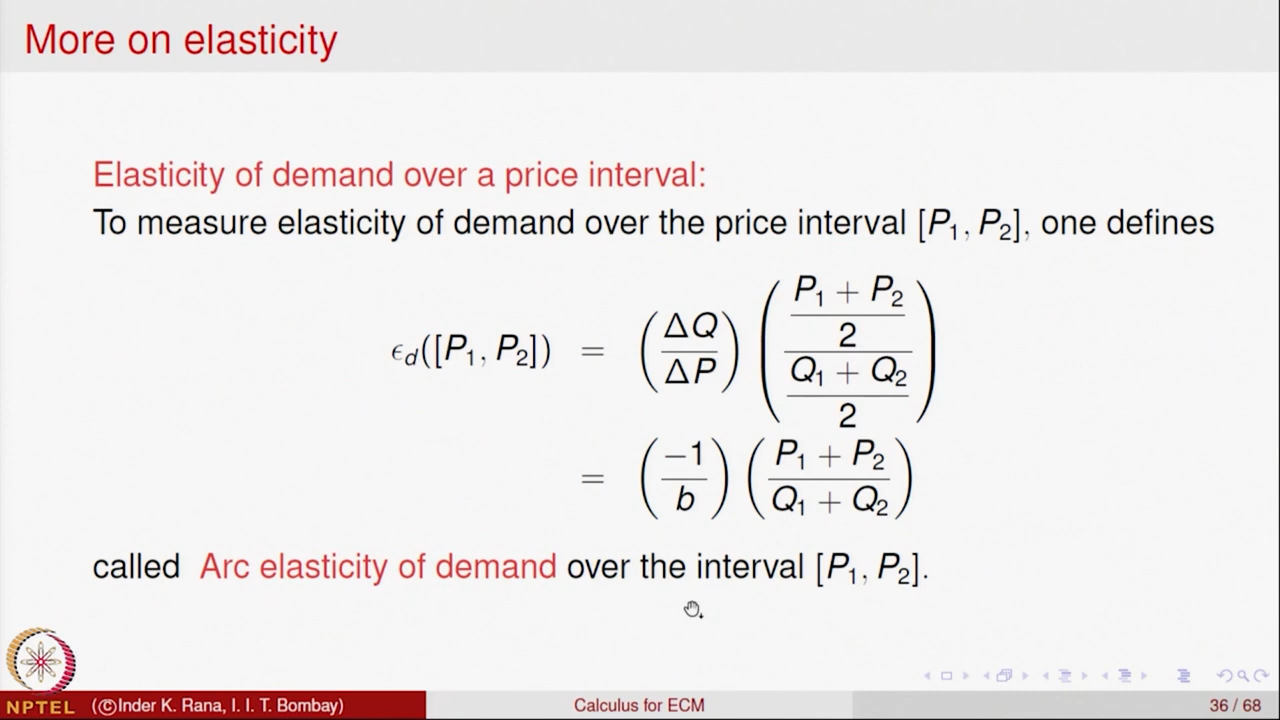 More on elasticity
Elasticity of demand over a price interval:
To measure elasticity of demand over the price interval [P₁, P₂], one defines
ϵ_d([P₁, P₂]) = (ΔQ/ΔP) (((P₁ + P₂)/2)/((Q₁ + Q₂)/2))
= (−1/b) ((P₁ + P₂)/(Q₁ + Q₂))
called Arc elasticity of demand over the interval [P₁, P₂].
NPTEL (©Inder K. Rana, I. I. T. Bombay) Calculus for ECM 36 / 68